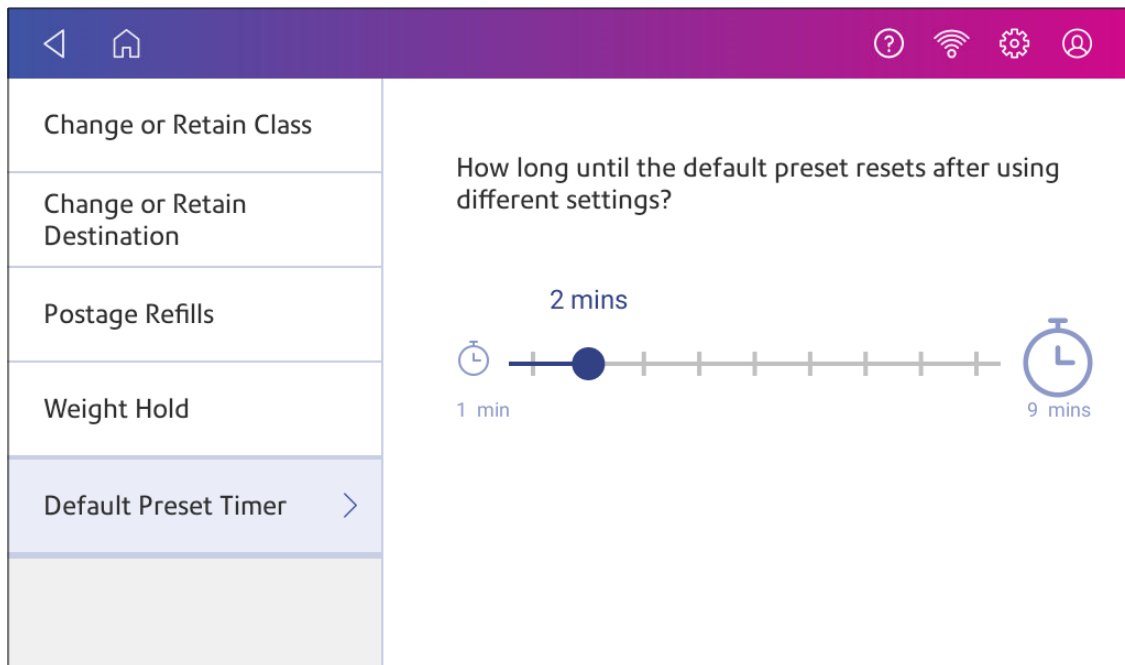 Change or Retain Class
Change or Retain
Destination
Postage Refills
Weight Hold
Default Preset Timer
How long until the default preset resets after using
different settings?
2 mins
1 min
9 mins